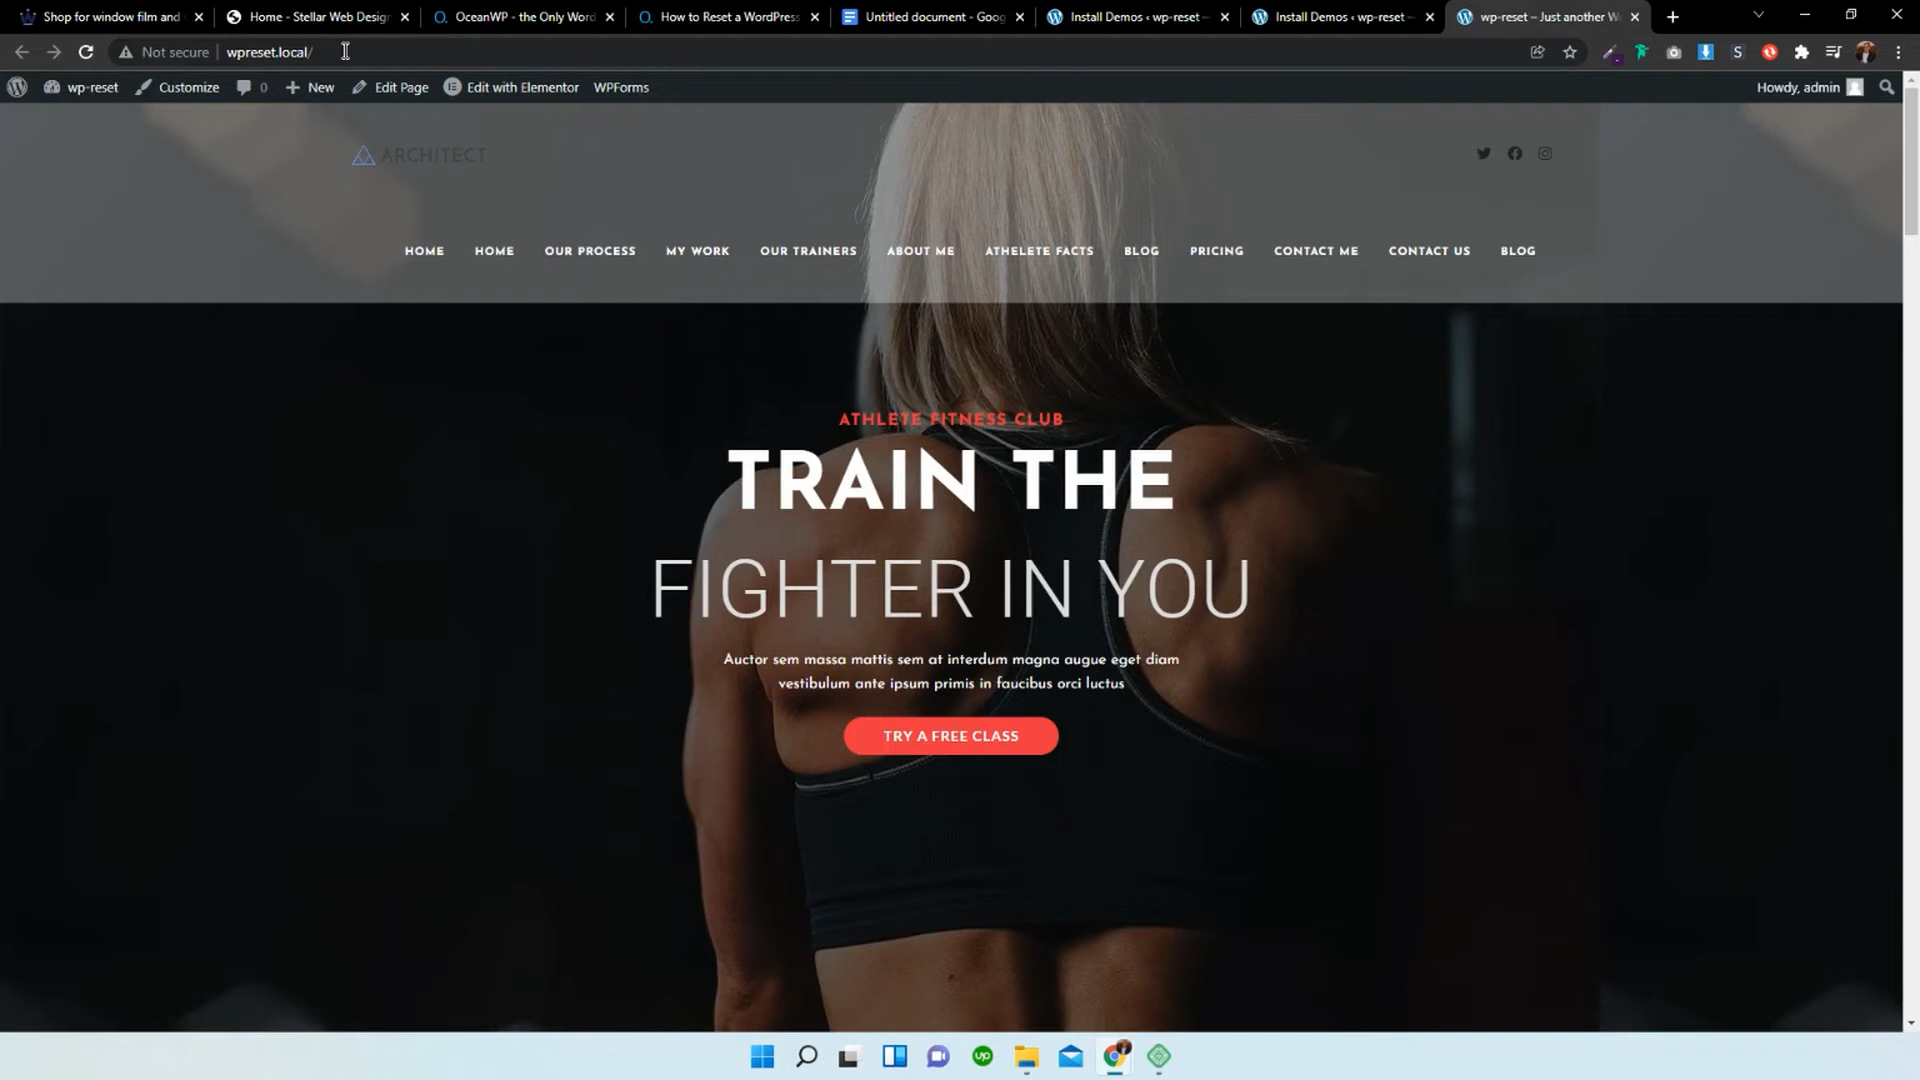 Shop for window film and
Home - Stellar Web Design
OceanWP - the Only Word
How to Reset a WordPress
Untitled document - Goog
Install Demos ‹ wp-reset —
Install Demos ‹ wp-reset —
wp-reset – Just another W
Not secure
wpreset.local/
wp-reset
Customize
0
New
Edit Page
Edit with Elementor
WPForms
Howdy, admin
ARCHITECT
HOME
HOME
OUR PROCESS
MY WORK
OUR TRAINERS
ABOUT ME
ATHELETE FACTS
BLOG
PRICING
CONTACT ME
CONTACT US
BLOG
ATHLETE FITNESS CLUB
TRAIN THE
FIGHTER IN YOU
Auctor sem massa mattis sem at interdum magna augue eget diam
vestibulum ante ipsum primis in faucibus orci luctus
TRY A FREE CLASS